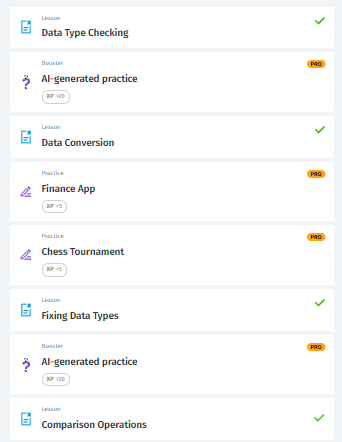 Lesson
Data Type Checking
Booster
PRO
AI-generated practice
XP +20
Lesson
Data Conversion
Practice
PRO
Finance App
XP +5
Practice
PRO
Chess Tournament
XP +5
Lesson
Fixing Data Types
Booster
PRO
AI-generated practice
XP +20
Lesson
Comparison Operations